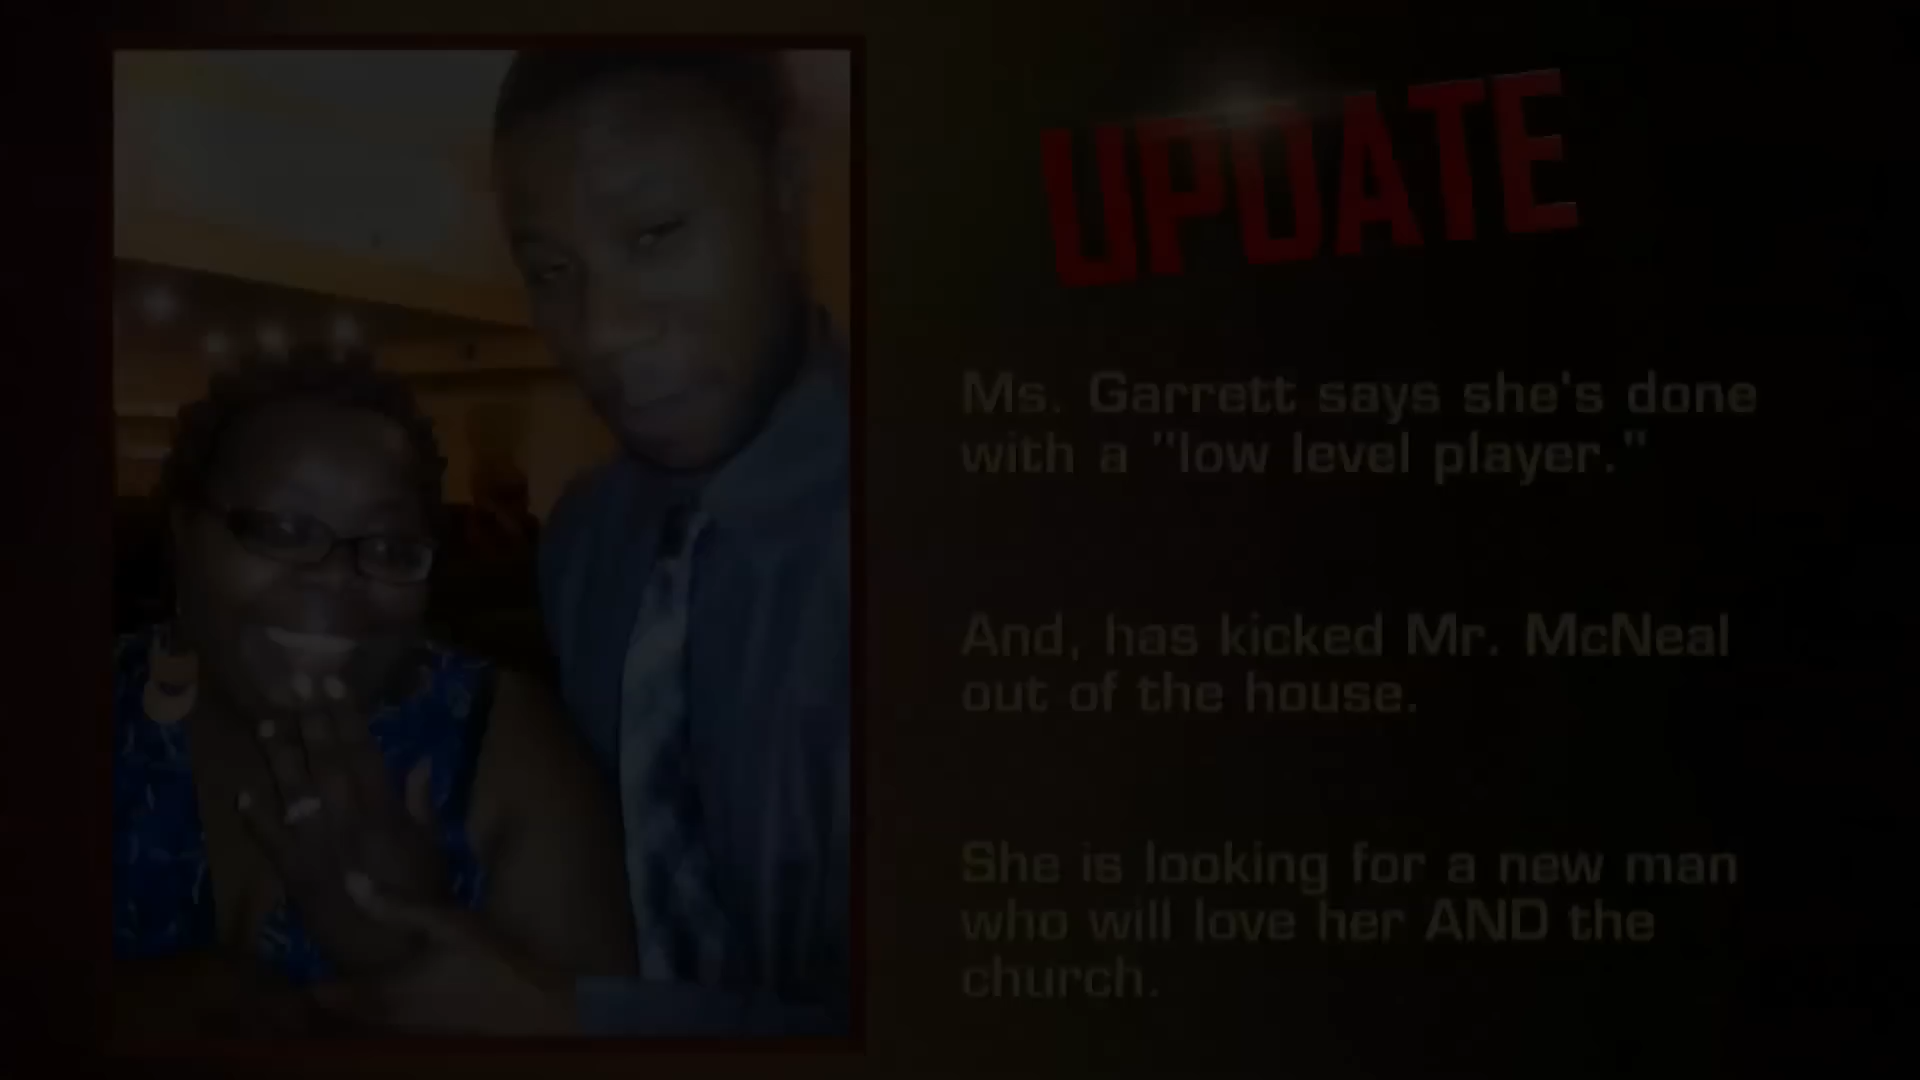 UPDATE
Ms. Garrett says she's done
with a "low level player."
And, has kicked Mr. McNeal
out of the house.
She is looking for a new man
who will love her AND the
church.